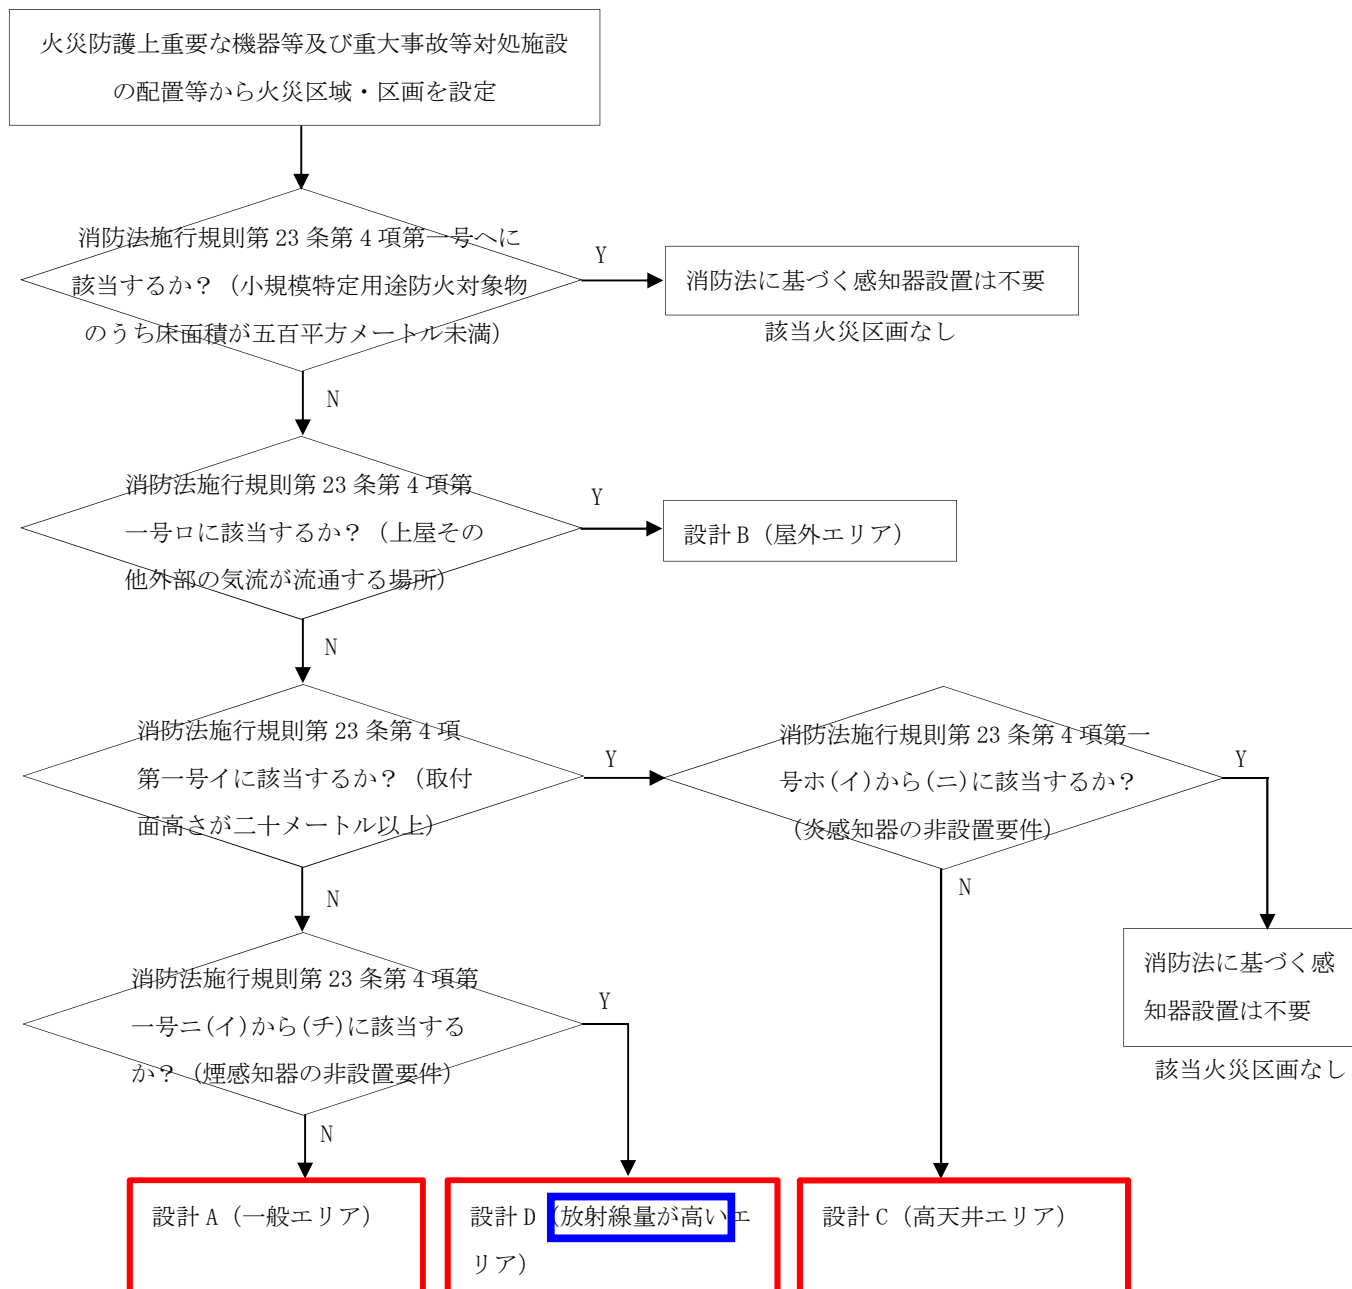 火災防護上重要な機器等及び重大事故等対処施設
の配置等から火災区域・区画を設定
消防法施行規則第 23 条第 4 項第一号ヘに
該当するか？（小規模特定用途防火対象物
のうち床面積が五百平方メートル未満）
Y
消防法に基づく感知器設置は不要
該当火災区画なし
N
消防法施行規則第 23 条第 4 項第
一号ロに該当するか？（上屋その
他外部の気流が流通する場所）
Y
設計 B（屋外エリア）
N
消防法施行規則第 23 条第 4 項
第一号イに該当するか？（取付
面高さが二十メートル以上）
Y
消防法施行規則第 23 条第 4 項第一
号ホ(イ)から(ニ)に該当するか？
（炎感知器の非設置要件）
Y
N
N
消防法に基づく感
知器設置は不要
該当火災区画なし
消防法施行規則第 23 条第 4 項第
一号ニ(イ)から(チ)に該当する
か？（煙感知器の非設置要件）
Y
N
設計 A（一般エリア）
設計 D（放射線量が高いエ
リア）
設計 C（高天井エリア）